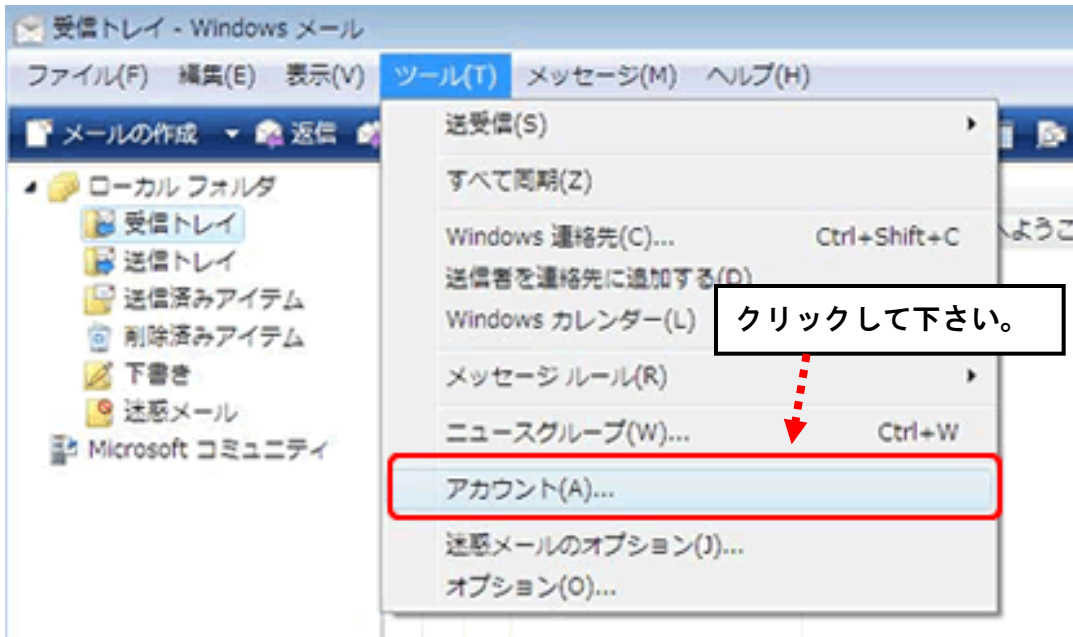 受信トレイ - Windows メール
ファイル(F) 編集(E) 表示(V) ツール(T) メッセージ(M) ヘルプ(H)
メールの作成 返信
ローカル フォルダ
受信トレイ
送信トレイ
送信済みアイテム
削除済みアイテム
下書き
迷惑メール
Microsoft コミュニティ
送受信(S)
すべて同期(Z)
Windows 連絡先(C)... Ctrl+Shift+C
送信者を連絡先に追加する(D)
Windows カレンダー(L)
メッセージ ルール(R)
ニュースグループ(W)... Ctrl+W
アカウント(A)...
迷惑メールのオプション(J)...
オプション(O)...
クリックして下さい。
ようこ